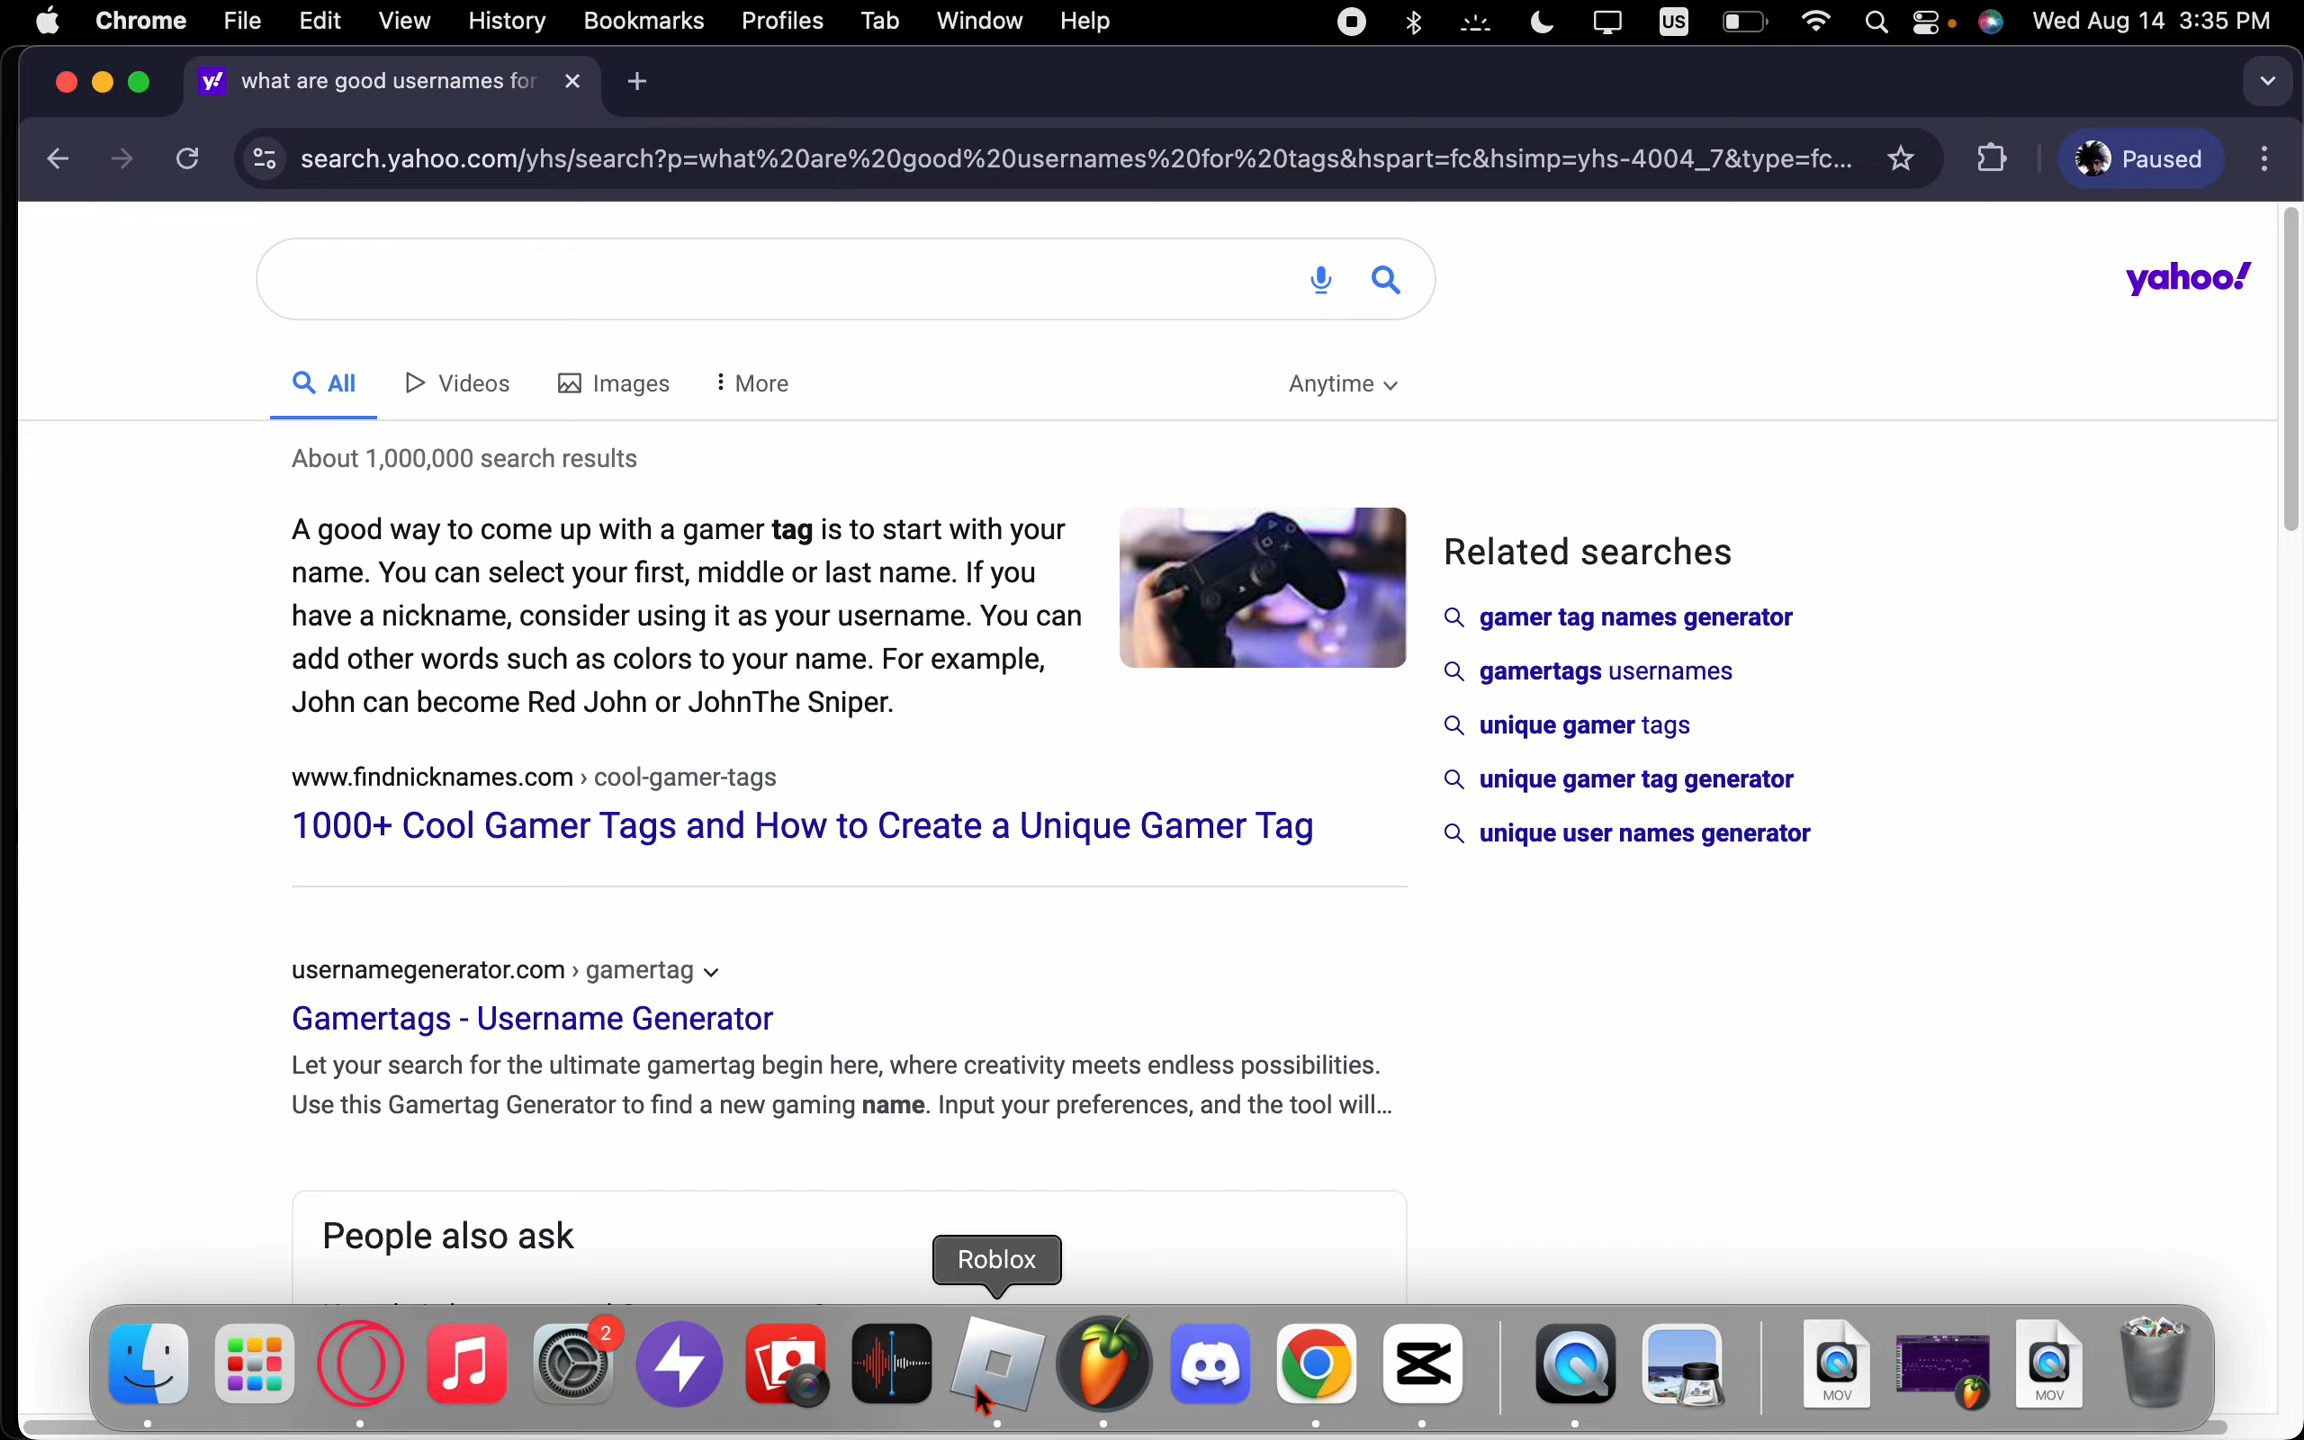 Chrome File Edit View History Bookmarks Profiles Tab Window Help US Wed Aug 14 3:35 PM
y! what are good usernames for
search.yahoo.com/yhs/search?p=what%20are%20good%20usernames%20for%20tags&hspart=fc&hsimp=yhs-4004_7&type=fc... Paused
yahoo!
All Videos Images More Anytime
About 1,000,000 search results
A good way to come up with a gamer tag is to start with your
name. You can select your first, middle or last name. If you
have a nickname, consider using it as your username. You can
add other words such as colors to your name. For example,
John can become Red John or JohnThe Sniper.
www.findnicknames.com › cool-gamer-tags
1000+ Cool Gamer Tags and How to Create a Unique Gamer Tag
Related searches
gamer tag names generator
gamertags usernames
unique gamer tags
unique gamer tag generator
unique user names generator
usernamegenerator.com › gamertag
Gamertags - Username Generator
Let your search for the ultimate gamertag begin here, where creativity meets endless possibilities.
Use this Gamertag Generator to find a new gaming name. Input your preferences, and the tool will...
People also ask
Roblox
2
MOV
MOV